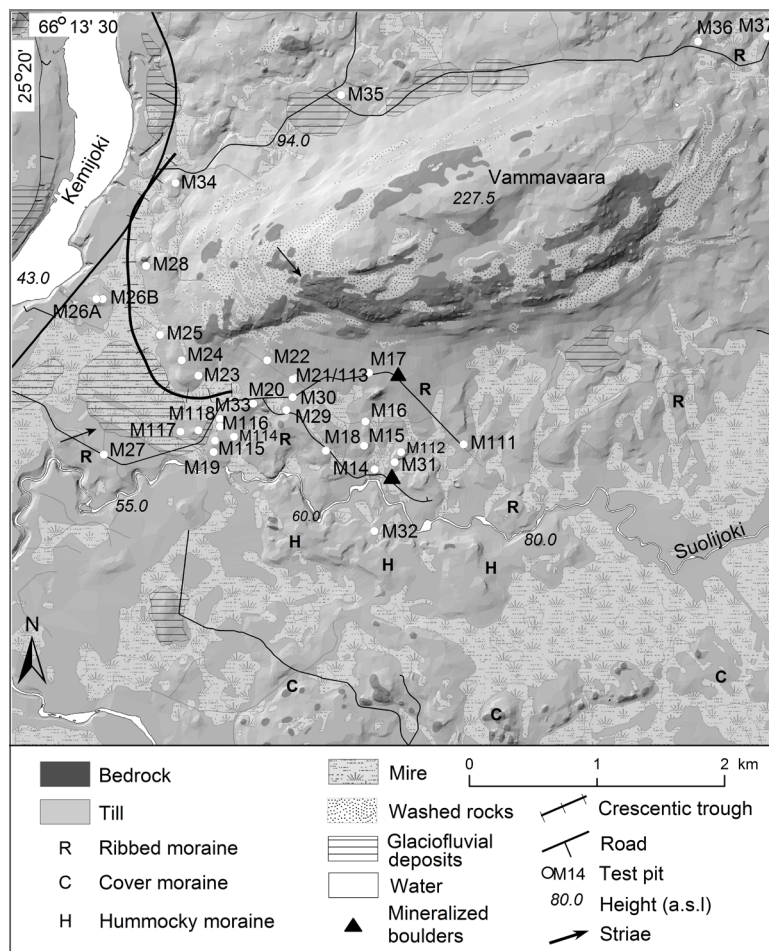 66° 13' 30
25°20'
M36
M37
R
M35
Kemijoki
94.0
Vammavaara
M34
227.5
M28
43.0
M26B
M26A
M25
M24
M22
M17
M23
M21/113
R
M20
M30
R
M33
M29
M118
M116
M16
M117
M114
R
M18
M15
M112
M111
M27
R
M115
M31
M19
M14
55.0
60.0
R
M32
80.0
H
H
H
Suolijoki
N
C
C
C
Bedrock
Till
R Ribbed moraine
C Cover moraine
H Hummocky moraine
Mire
Washed rocks
Glaciofluvial
deposits
Water
Mineralized
boulders
0 1 2 km
Crescentic trough
Road
M14 Test pit
80.0 Height (a.s.l)
Striae